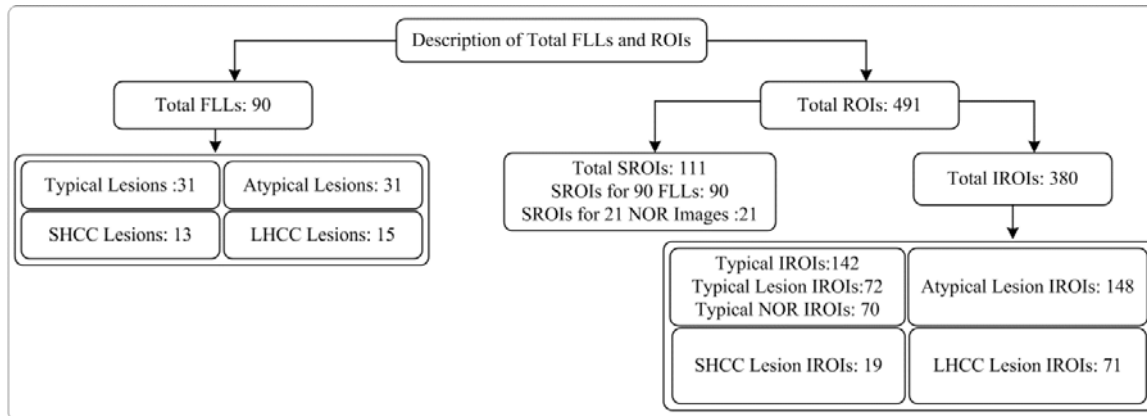 Description of Total FLLs and ROIs
Total FLLs: 90
Total ROIs: 491
Typical Lesions :31
Atypical Lesions: 31
SHCC Lesions: 13
LHCC Lesions: 15
Total SROIs: 111
SROIs for 90 FLLs: 90
SROIs for 21 NOR Images :21
Total IROIs: 380
Typical IROIs:142
Typical Lesion IROIs:72
Typical NOR IROIs: 70
Atypical Lesion IROIs: 148
SHCC Lesion IROIs: 19
LHCC Lesion IROIs: 71